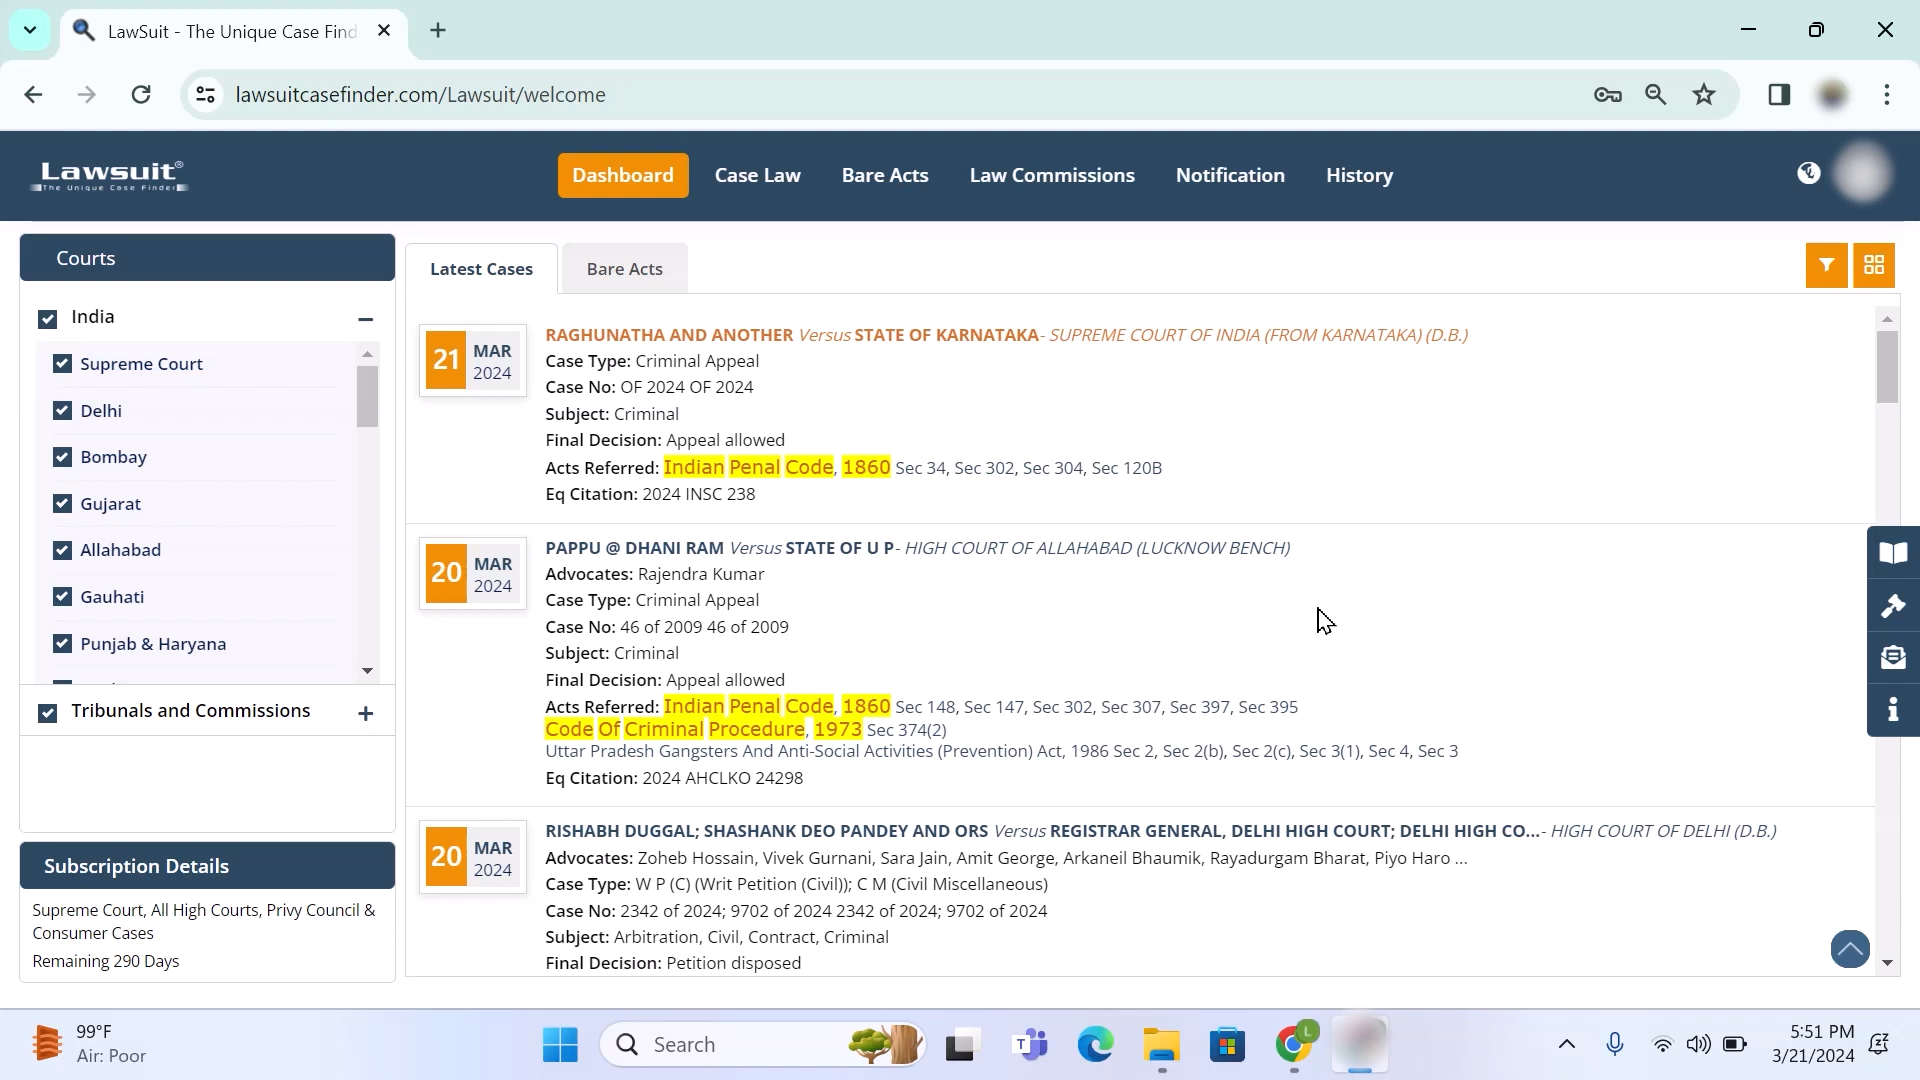 LawSuit - The Unique Case Find
lawsuitcasefinder.com/Lawsuit/welcome
Lawsuit®
The Unique Case Finder
Dashboard
Case Law
Bare Acts
Law Commissions
Notification
History
Courts
India
Supreme Court
Delhi
Bombay
Gujarat
Allahabad
Gauhati
Punjab & Haryana
Tribunals and Commissions
Subscription Details
Supreme Court, All High Courts, Privy Council &
Consumer Cases
Remaining 290 Days
Latest Cases
Bare Acts
21 MAR
2024
RAGHUNATHA AND ANOTHER Versus STATE OF KARNATAKA- SUPREME COURT OF INDIA (FROM KARNATAKA) (D.B.)
Case Type: Criminal Appeal
Case No: OF 2024 OF 2024
Subject: Criminal
Final Decision: Appeal allowed
Acts Referred: Indian Penal Code, 1860 Sec 34, Sec 302, Sec 304, Sec 120B
Eq Citation: 2024 INSC 238
20 MAR
2024
PAPPU @ DHANI RAM Versus STATE OF U P- HIGH COURT OF ALLAHABAD (LUCKNOW BENCH)
Advocates: Rajendra Kumar
Case Type: Criminal Appeal
Case No: 46 of 2009 46 of 2009
Subject: Criminal
Final Decision: Appeal allowed
Acts Referred: Indian Penal Code, 1860 Sec 148, Sec 147, Sec 302, Sec 307, Sec 397, Sec 395
Code Of Criminal Procedure, 1973 Sec 374(2)
Uttar Pradesh Gangsters And Anti-Social Activities (Prevention) Act, 1986 Sec 2, Sec 2(b), Sec 2(c), Sec 3(1), Sec 4, Sec 3
Eq Citation: 2024 AHCLKO 24298
20 MAR
2024
RISHABH DUGGAL; SHASHANK DEO PANDEY AND ORS Versus REGISTRAR GENERAL, DELHI HIGH COURT; DELHI HIGH CO...- HIGH COURT OF DELHI (D.B.)
Advocates: Zoheb Hossain, Vivek Gurnani, Sara Jain, Amit George, Arkaneil Bhaumik, Rayadurgam Bharat, Piyo Haro ...
Case Type: W P (C) (Writ Petition (Civil)); C M (Civil Miscellaneous)
Case No: 2342 of 2024; 9702 of 2024 2342 of 2024; 9702 of 2024
Subject: Arbitration, Civil, Contract, Criminal
Final Decision: Petition disposed
99°F
Air: Poor
Search
T
L
5:51 PM
3/21/2024